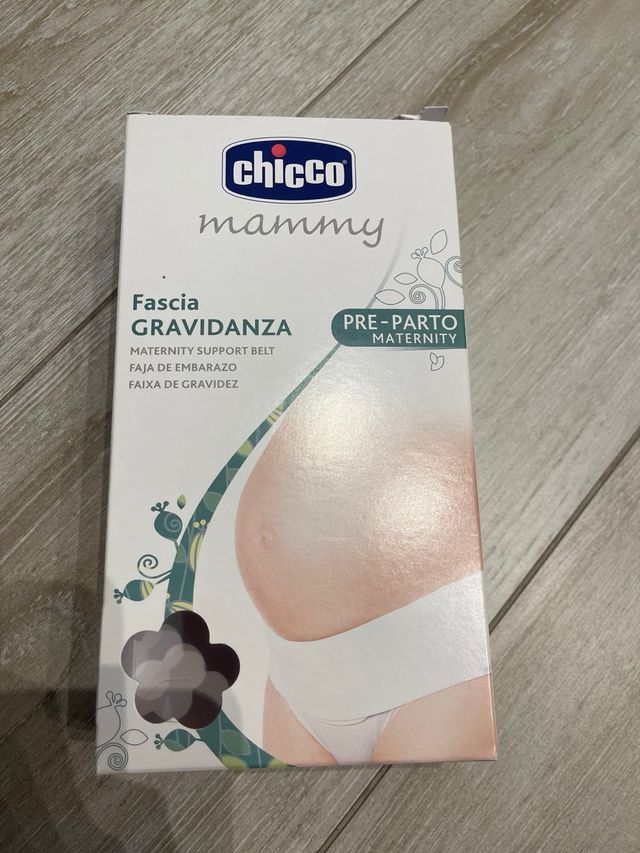 chicco
mammy
Fascia
GRAVIDANZA
MATERNITY SUPPORT BELT
FAJA DE EMBARAZO
FAIXA DE GRAVIDEZ
PRE-PARTO
MATERNITY